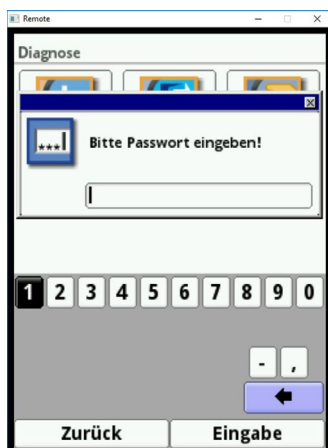 Remote
Diagnose
Bitte Passwort eingeben!
1 2 3 4 5 6 7 8 9 0
- ,
Zurück Eingabe